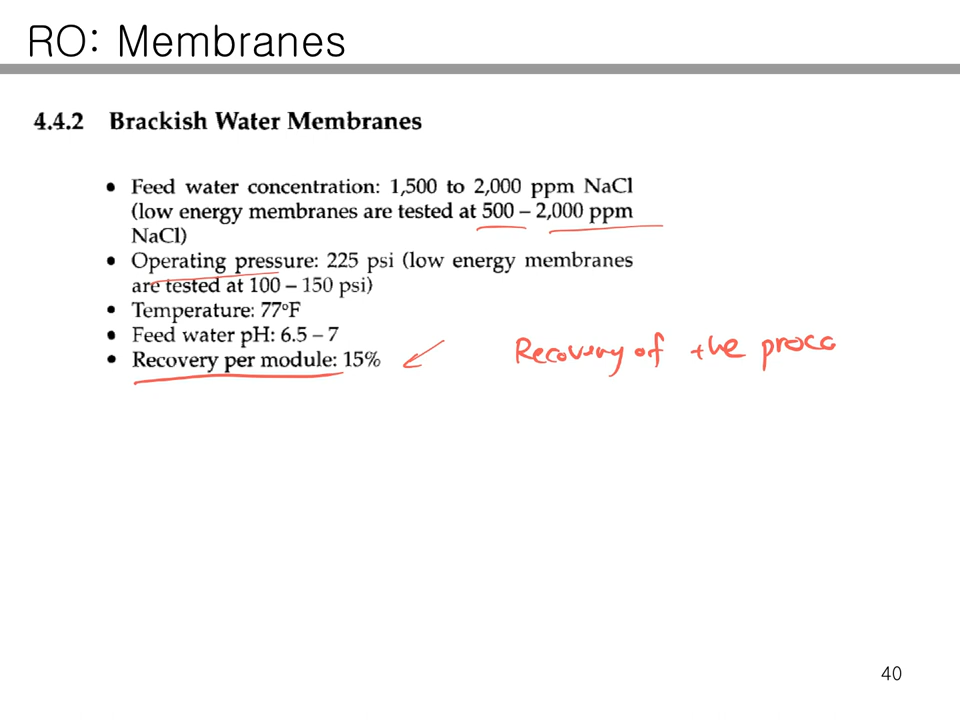 RO: Membranes
4.4.2 Brackish Water Membranes
• Feed water concentration: 1,500 to 2,000 ppm NaCl
(low energy membranes are tested at 500 – 2,000 ppm
NaCl)
• Operating pressure: 225 psi (low energy membranes
are tested at 100 – 150 psi)
• Temperature: 77°F
• Feed water pH: 6.5 – 7
• Recovery per module: 15%
Recovery of the
40